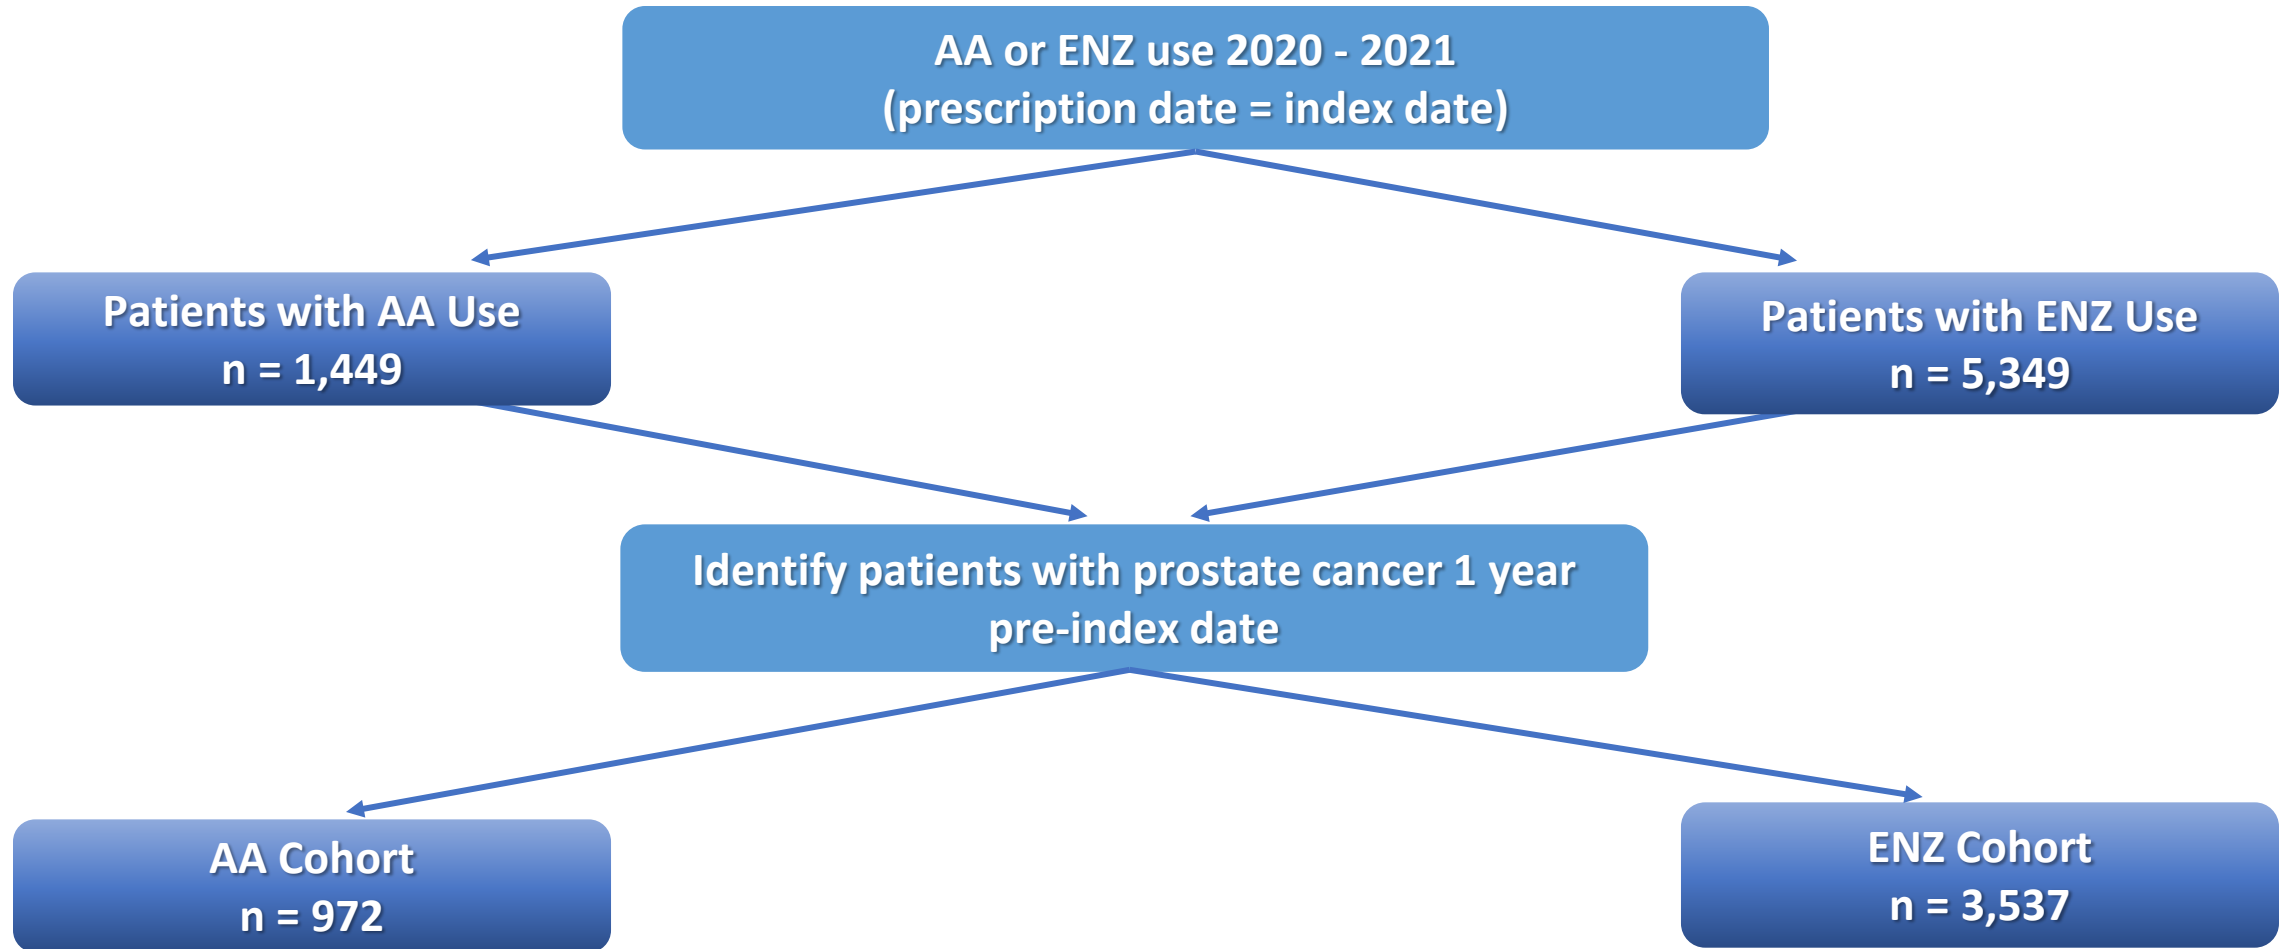 AA or ENZ use 2020 - 2021
(prescription date = index date)
Patients with AA Use
n = 1,449
Patients with ENZ Use
n = 5,349
Identify patients with prostate cancer 1 year
pre-index date
AA Cohort
n = 972
ENZ Cohort
n = 3,537